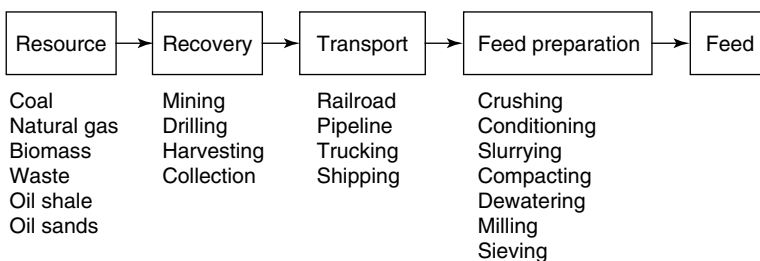 Resource
Recovery
Transport
Feed preparation
Feed
Coal
Natural gas
Biomass
Waste
Oil shale
Oil sands
Mining
Drilling
Harvesting
Collection
Railroad
Pipeline
Trucking
Shipping
Crushing
Conditioning
Slurrying
Compacting
Dewatering
Milling
Sieving